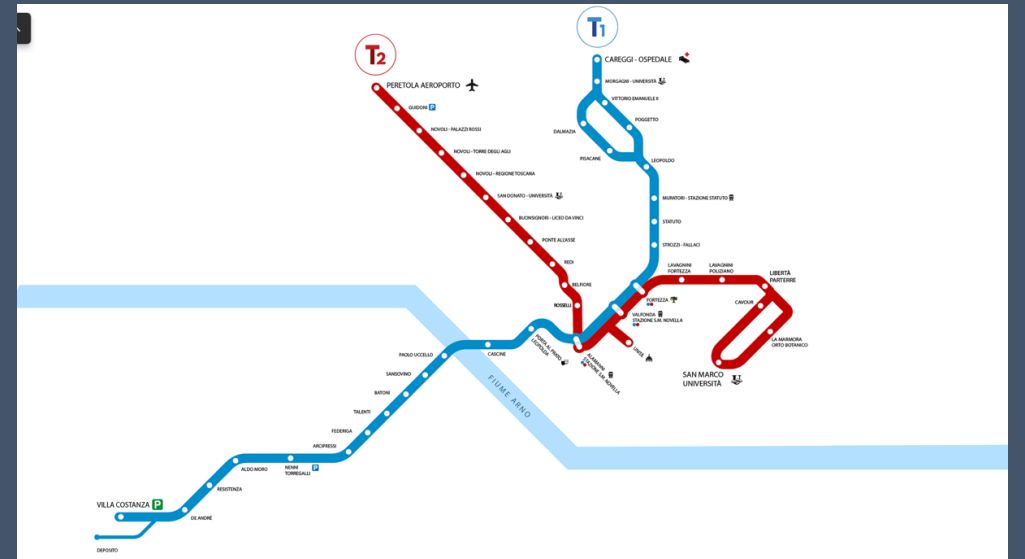 T1
T2
CAREGGI - OSPEDALE
MORGAGNI - UNIVERSITÀ
VITTORIO EMANUELE II
POGGETTO
DALMAZIA
PISACANE
LEOPOLDO
MURATORI - STAZIONE STATUTO
STATUTO
STROZZI - FALLACI
PERETOLA AEROPORTO
GUIDONI P
NOVOLI - PALAZZI ROSSI
NOVOLI - TORRE DEGLI AGLI
NOVOLI - REGIONE TOSCANA
SAN DONATO - UNIVERSITÀ
BUONSIGNORI - LICEO DA VINCI
PONTE ALL'ASSE
REDI
BELFIORE
ROSSELLI
LAVAGNINI
FORTEZZA
LAVAGNINI
POLIZIANO
LIBERTÀ
PARTERRE
CAVOUR
LA MARMORA
ORTO BOTANICO
SAN MARCO
UNIVERSITÀ
FORTEZZA
VALFONDA
STAZIONE S.M. NOVELLA
UNITÀ
ALAMANNI
STAZIONE S.M. NOVELLA
PORTA AL PRATO
LEOPOLDA
CASCINE
PAOLO UCCELLO
SANSOVINO
BATONI
TALENTI
FEDERIGA
ARCIPRESSI
NENNI
TORREGALLI
P
ALDO MORO
RESISTENZA
DE ANDRÈ
VILLA COSTANZA P
DEPOSITO
FIUME ARNO